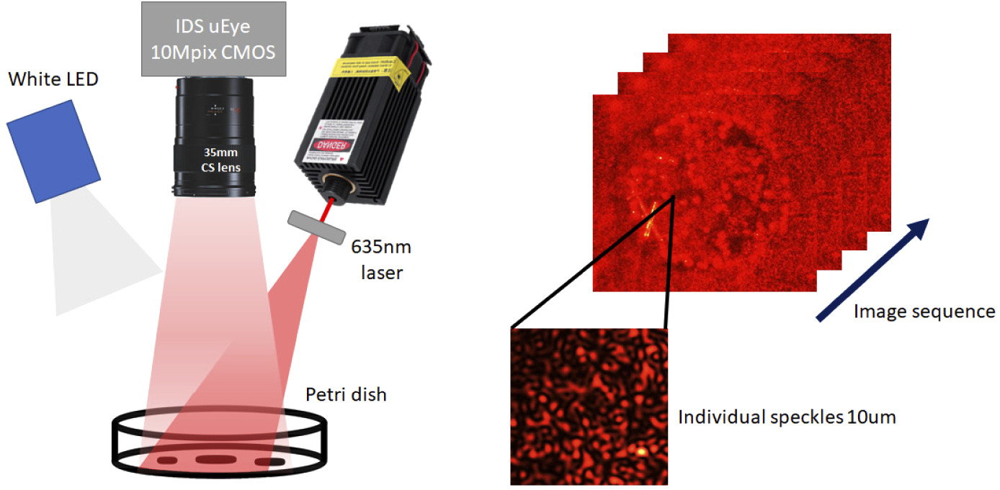 IDS uEye
10Mpix CMOS
White LED
35mm
CS lens
DANGER
635nm
laser
Petri dish
Image sequence
Individual speckles 10um